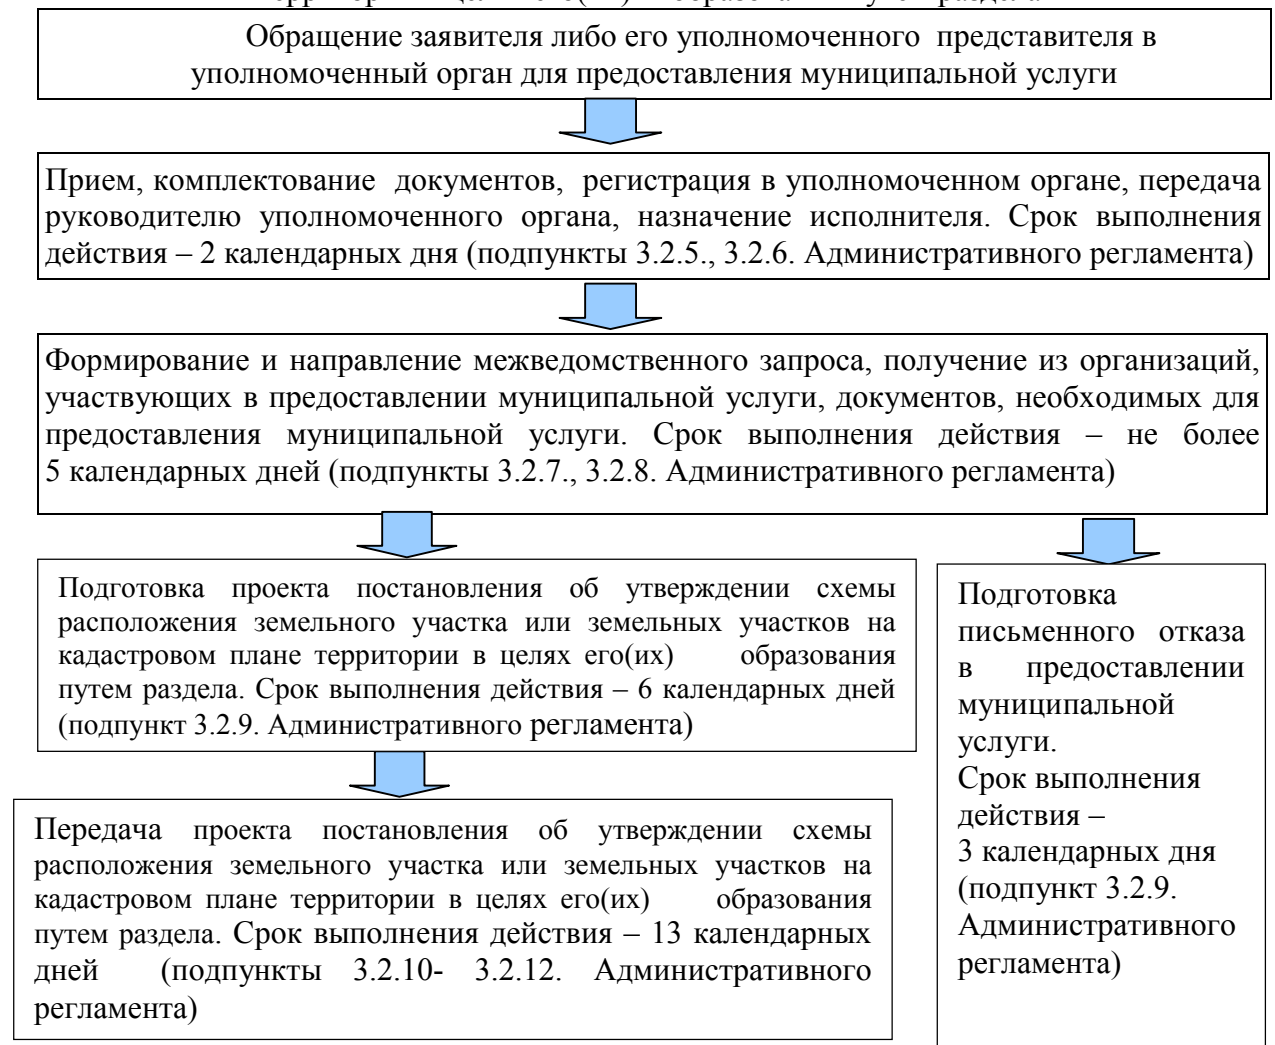 Обращение заявителя либо его уполномоченного представителя в
уполномоченный орган для предоставления муниципальной услуги
Прием, комплектование документов, регистрация в уполномоченном органе, передача
руководителю уполномоченного органа, назначение исполнителя. Срок выполнения
действия – 2 календарных дня (подпункты 3.2.5., 3.2.6. Административного регламента)
Формирование и направление межведомственного запроса, получение из организаций,
участвующих в предоставлении муниципальной услуги, документов, необходимых для
предоставления муниципальной услуги. Срок выполнения действия – не более
5 календарных дней (подпункты 3.2.7., 3.2.8. Административного регламента)
Подготовка проекта постановления об утверждении схемы
расположения земельного участка или земельных участков на
кадастровом плане территории в целях его(их) образования
путем раздела. Срок выполнения действия – 6 календарных дней
(подпункт 3.2.9. Административного регламента)
Передача проекта постановления об утверждении схемы
расположения земельного участка или земельных участков на
кадастровом плане территории в целях его(их) образования
путем раздела. Срок выполнения действия – 13 календарных
дней (подпункты 3.2.10- 3.2.12. Административного
регламента)
Подготовка
письменного отказа
в предоставлении
муниципальной
услуги.
Срок выполнения
действия –
3 календарных дня
(подпункт 3.2.9.
Административного
регламента)